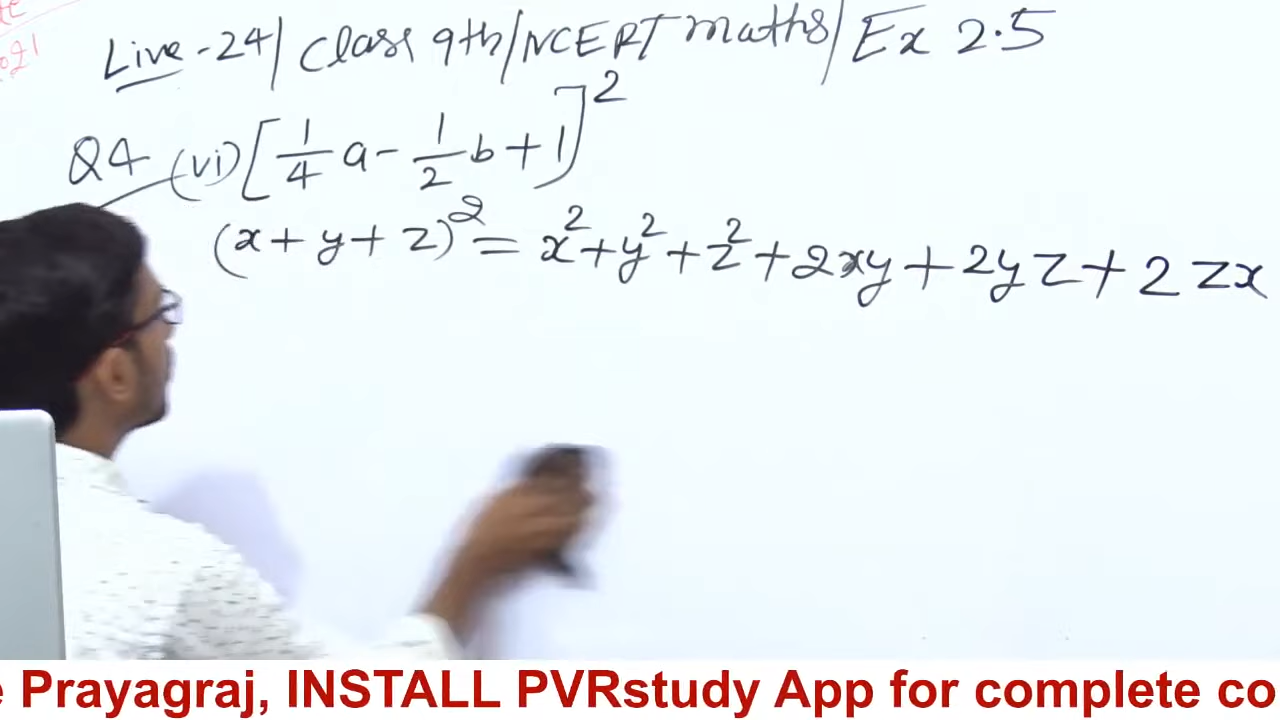 Live-24/ Class 9th/NCERT maths/ Ex 2.5
Q4 (vi) [1/4 a - 1/2 b + 1]²
(x + y + z)² = x² + y² + z² + 2xy + 2yz + 2zx
Prayagraj, INSTALL PVRstudy App for complete co